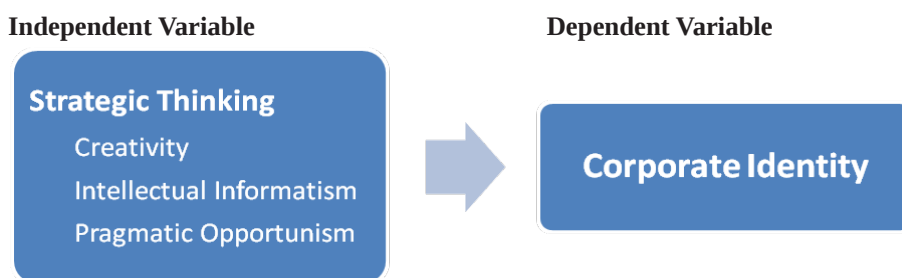 Independent Variable
Dependent Variable
Strategic Thinking
Creativity
Intellectual Informatism
Pragmatic Opportunism
Corporate Identity